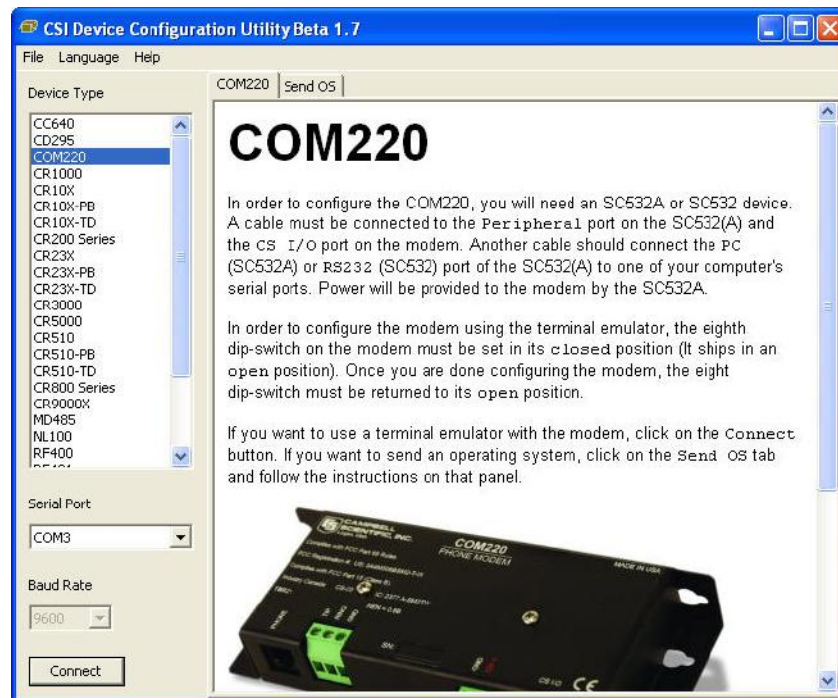 CSI Device Configuration Utility Beta 1.7
File Language Help
Device Type
CC640
CD295
COM220
CR1000
CR10X
CR10X-PB
CR10X-TD
CR200 Series
CR23X
CR23X-PB
CR23X-TD
CR3000
CR5000
CR510
CR510-PB
CR510-TD
CR800 Series
CR9000X
MD485
NL100
RF400
Serial Port
COM3
Baud Rate
9600
Connect
COM220 Send OS
COM220
In order to configure the COM220, you will need an SC532A or SC532 device.
A cable must be connected to the Peripheral port on the SC532(A) and
the CS I/O port on the modem. Another cable should connect the PC
(SC532A) or RS232 (SC532) port of the SC532(A) to one of your computer's
serial ports. Power will be provided to the modem by the SC532A.
In order to configure the modem using the terminal emulator, the eighth
dip-switch on the modem must be set in its closed position (It ships in an
open position). Once you are done configuring the modem, the eight
dip-switch must be returned to its open position.
If you want to use a terminal emulator with the modem, click on the Connect
button. If you want to send an operating system, click on the Send OS tab
and follow the instructions on that panel.
CAMPBELL
SCIENTIFIC, INC.
COM220
PHONE MODEM
MADE IN USA
Complies with FCC Part 68 Rules
PHONE
SN:
CS I/O CE